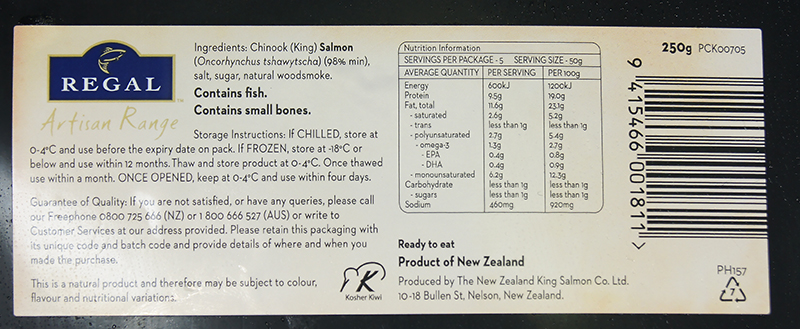 REGAL
Artisan Range
Ingredients: Chinook (King) Salmon
(Oncorhynchus tshawytscha) (98% min),
salt, sugar, natural woodsmoke.
Contains fish.
Contains small bones.
Storage Instructions: If CHILLED, store at
0-4°C and use before the expiry date on pack. If FROZEN, store at -18°C or
below and use within 12 months. Thaw and store product at 0-4°C. Once thawed
use within a month. ONCE OPENED, keep at 0-4°C and use within four days.
Guarantee of Quality: If you are not satisfied, or have any queries, please call
our Freephone 0800 725 666 (NZ) or 1 800 666 527 (AUS) or write to
Customer Services at our address provided. Please retain this packaging with
its unique code and batch code and provide details of where and when you
made the purchase.
This is a natural product and therefore may be subject to colour,
flavour and nutritional variations.
K
Kosher Kiwi
Nutrition Information
SERVINGS PER PACKAGE - 5 SERVING SIZE - 50g
AVERAGE QUANTITY PER SERVING PER 100g
Energy 600kJ 1200kJ
Protein 9.5g 19.0g
Fat, total 11.6g 23.1g
- saturated 2.6g 5.2g
- trans less than 1g less than 1g
- polyunsaturated 2.7g 5.4g
- omega-3 1.3g 2.7g
- EPA 0.4g 0.8g
- DHA 0.4g 0.9g
- monounsaturated 6.2g 12.3g
Carbohydrate less than 1g less than 1g
- sugars less than 1g less than 1g
Sodium 460mg 920mg
Ready to eat
Product of New Zealand
Produced by The New Zealand King Salmon Co. Ltd.
10-18 Bullen St, Nelson, New Zealand.
250g PCK00705
9 415466 001811 >
PH157
7